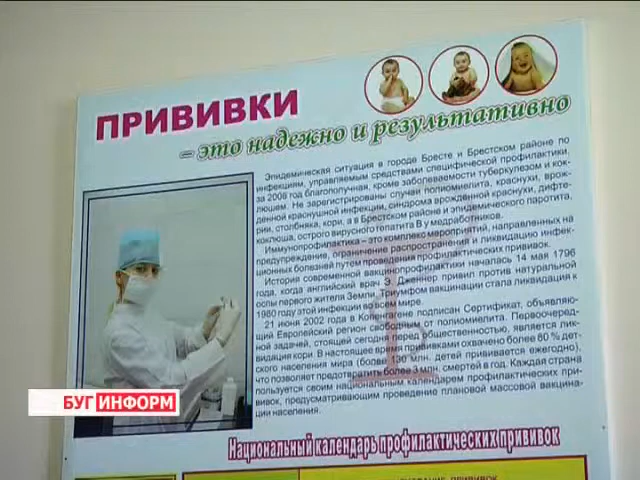 ПРИВИВКИ
– это надежно и результативно
Эпидемическая ситуация в городе Бресте и Брестском районе по
инфекциям, управляемым средствами специфической профилактики,
за 2008 год благополучная, кроме заболеваемости туберкулезом и кок-
люшем. Не зарегистрированы случаи полиомиелита, краснухи, врож-
денной краснушной инфекции, синдрома врожденной краснухи, дифте-
рии, столбняка, кори, а в Брестском районе и эпидемического паротита,
коклюша, острого вирусного гепатита В у медработников.
Иммунопрофилактика – это комплекс мероприятий, направленных на
предупреждение, ограничение распространения и ликвидацию инфек-
ционных болезней путем проведения профилактических прививок.
История современной вакцинопрофилактики началась 14 мая 1796
года, когда английский врач Э. Дженнер привил против натуральной
оспы первого жителя Земли. Триумфом вакцинации стала ликвидация к
1980 году этой инфекции во всем мире.
21 июня 2002 года в Копенгагене подписан Сертификат, объявляю-
щий Европейский регион свободным от полиомиелита. Первоочеред-
ной задачей, стоящей сегодня перед общественностью, является лик-
видация кори. В настоящее время прививками охвачено более 80 % дет-
ского населения мира (более 130 млн. детей прививается ежегодно),
что позволяет предотвратить более 3 млн. смертей в год. Каждая страна
пользуется своим национальным календарем профилактических при-
вивок, предусматривающим проведение плановой массовой вакцина-
ции населения.
БУГ ИНФОРМ
Национальный календарь профилактических прививок